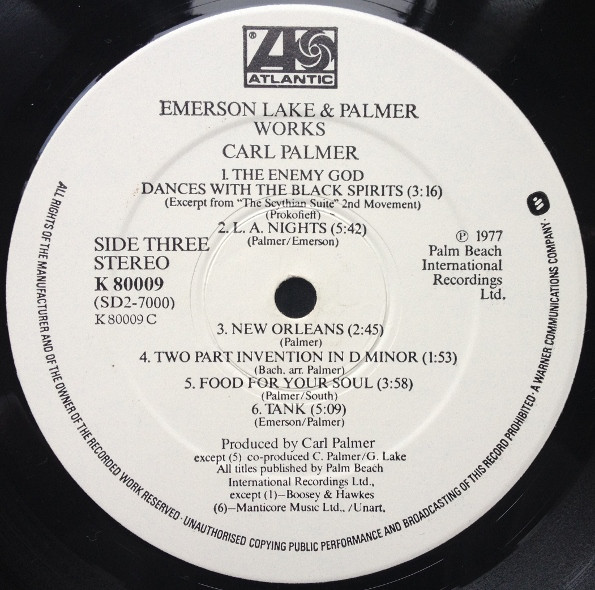 ATLANTIC
EMERSON LAKE & PALMER
WORKS
CARL PALMER
1. THE ENEMY GOD
DANCES WITH THE BLACK SPIRITS (3:16)
(Excerpt from "The Scythian Suite" 2nd Movement)
(Prokofieff)
2. L. A. NIGHTS (5:42)
(Palmer/Emerson)
SIDE THREE
STEREO
K 80009
(SD2-7000)
K 80009 C
℗ 1977
Palm Beach
International
Recordings
Ltd.
3. NEW ORLEANS (2:45)
(Palmer)
4. TWO PART INVENTION IN D MINOR (1:53)
(Bach. arr. Palmer)
5. FOOD FOR YOUR SOUL (3:58)
(Palmer/South)
6. TANK (5:09)
(Emerson/Palmer)
Produced by Carl Palmer
except (5) co-produced C. Palmer/G. Lake
All titles published by Palm Beach
International Recordings Ltd.,
except (1)—Boosey & Hawkes
(6)—Manticore Music Ltd., /Unart.
ALL RIGHTS OF THE MANUFACTURER AND OF THE OWNER OF THE RECORDED WORK RESERVED · UNAUTHORISED COPYING PUBLIC PERFORMANCE AND BROADCASTING OF THIS RECORD PROHIBITED · A WARNER COMMUNICATIONS COMPANY ·